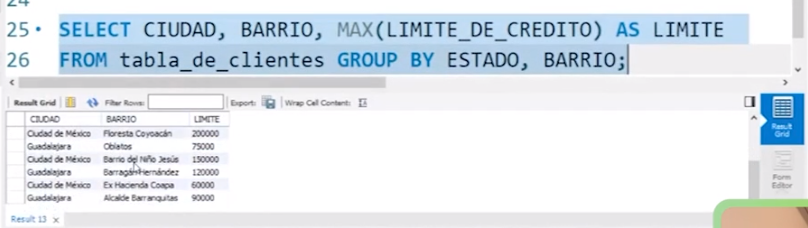 24
25 SELECT CIUDAD, BARRIO, MAX(LIMITE_DE_CREDITO) AS LIMITE
26 FROM tabla_de_clientes GROUP BY ESTADO, BARRIO;
Result Grid Filter Rows: Export: Wrap Cell Content:
CIUDAD BARRIO LIMITE
Ciudad de México Floresta Coyoacán 200000
Guadalajara Oblatos 75000
Ciudad de México Barrio del Niño Jesús 150000
Guadalajara Barragán Hernández 120000
Ciudad de México Ex Hacienda Coapa 60000
Guadalajara Alcalde Barranquitas 90000
Result 13 x
Result
Grid
Form
Editor